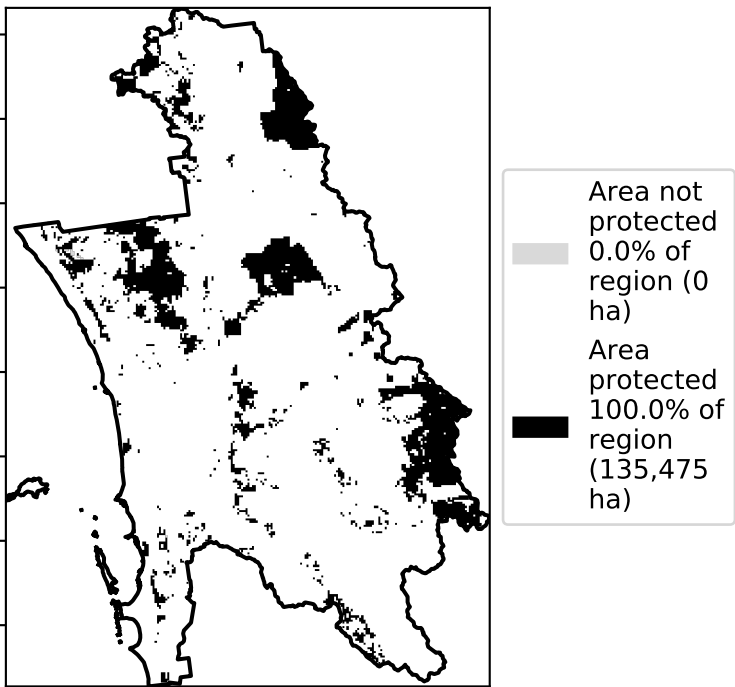 Area not
protected
0.0% of
region (0
ha)
Area
protected
100.0% of
region
(135,475
ha)